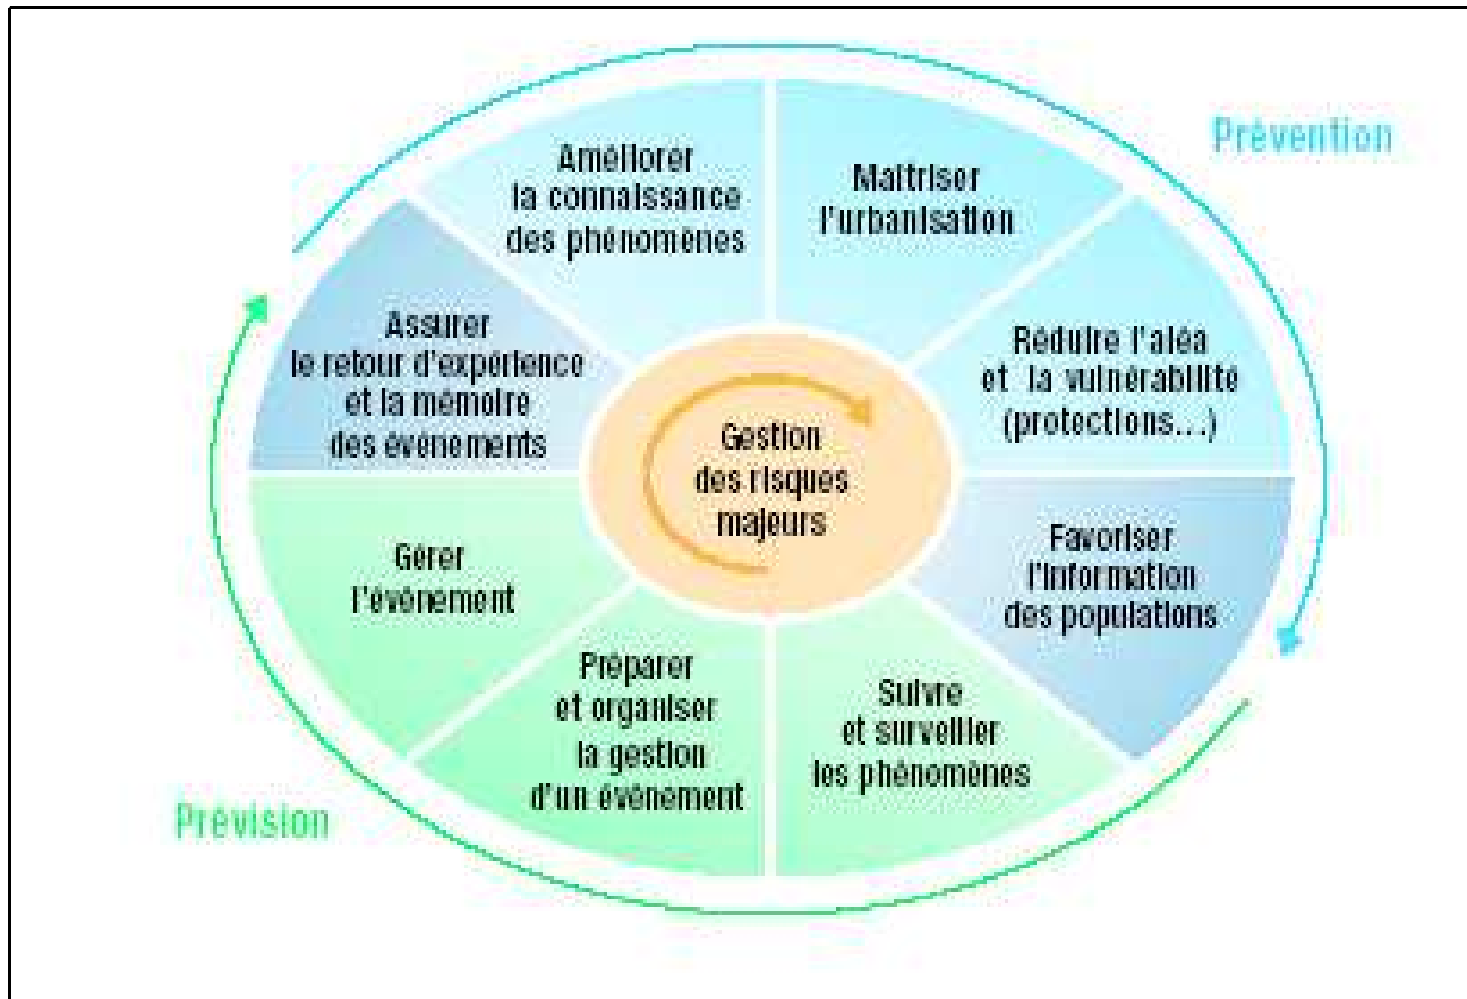 Prévention
Améliorer
la connaissance
des phénomènes
Maîtriser
l'urbanisation
Réduire l'aléa
et la vulnérabilité
(protections...)
Favoriser
l'information
des populations
Suivre
et surveiller
les phénomènes
Préparer
et organiser
la gestion
d'un événement
Gérer
l'événement
Assurer
le retour d'expérience
et la mémoire
des événements
Gestion
des risques
majeurs
Prévision